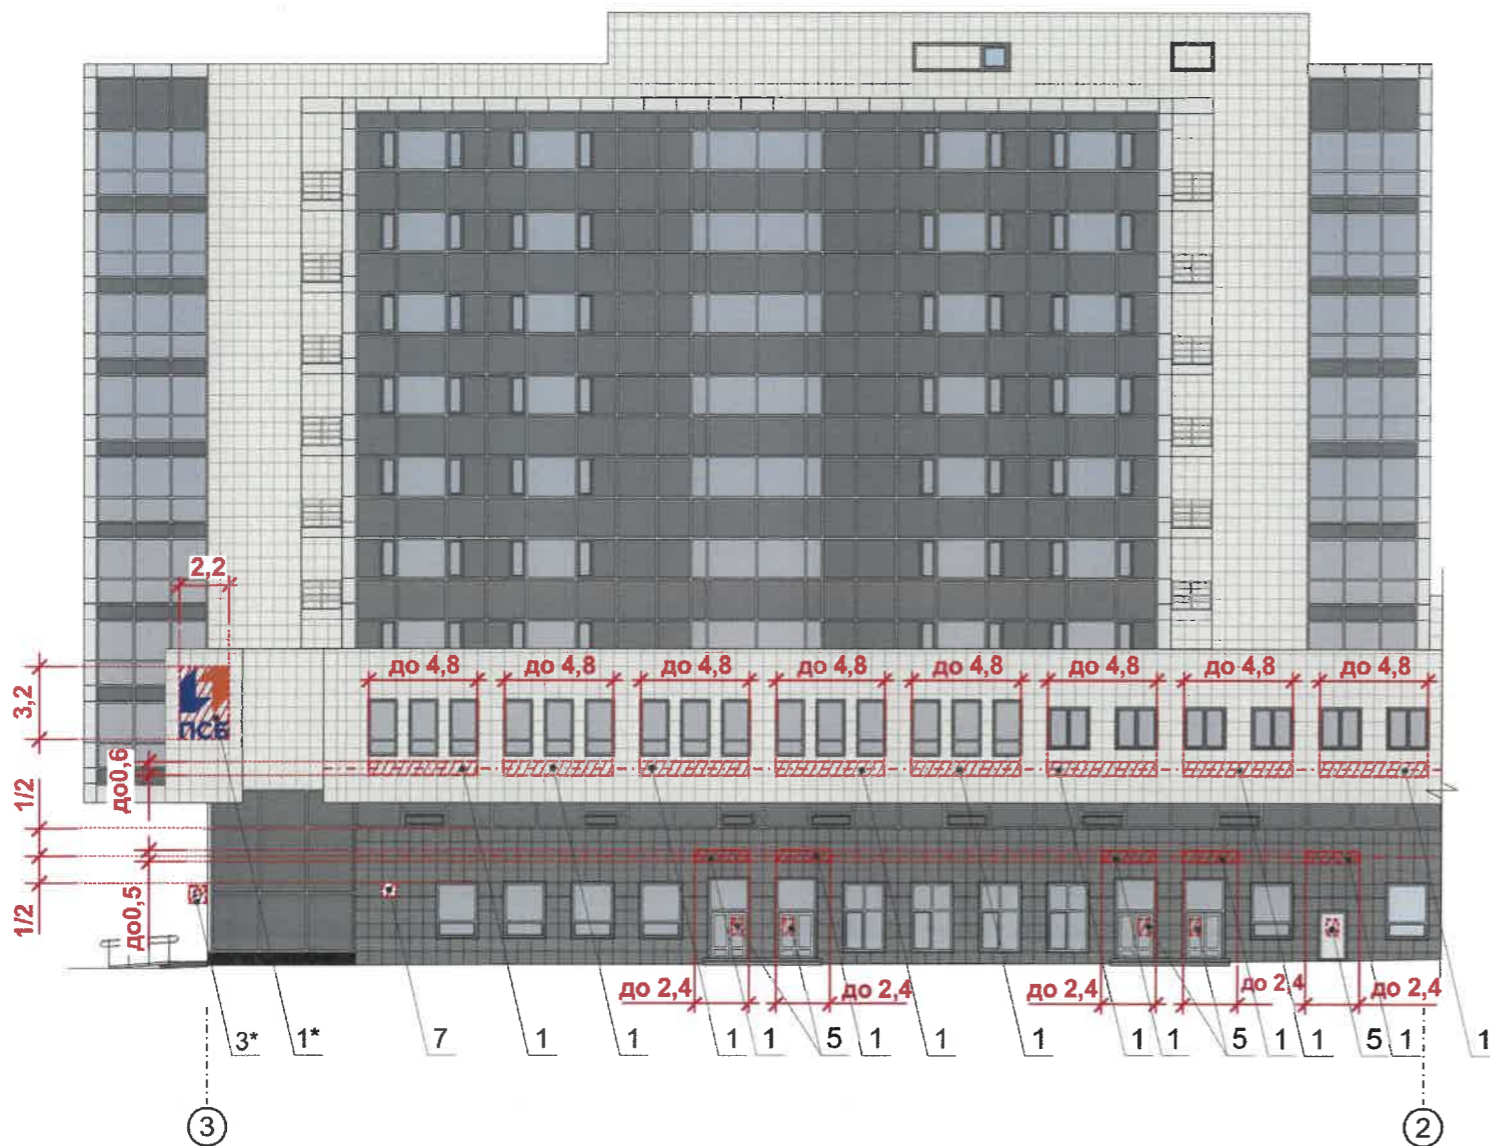 2,2
до 4,8 до 4,8 до 4,8 до 4,8 до 4,8 до 4,8 до 4,8 до 4,8
3,2
ПСБ
до0,6
1/2
1/2
до0,5
до 2,4 до 2,4 до 2,4 до 2,4 до 2,4
3* 1* 7 1 1 1 1 5 1 1 1 1 1 5 1 1 5 1 1
3 2